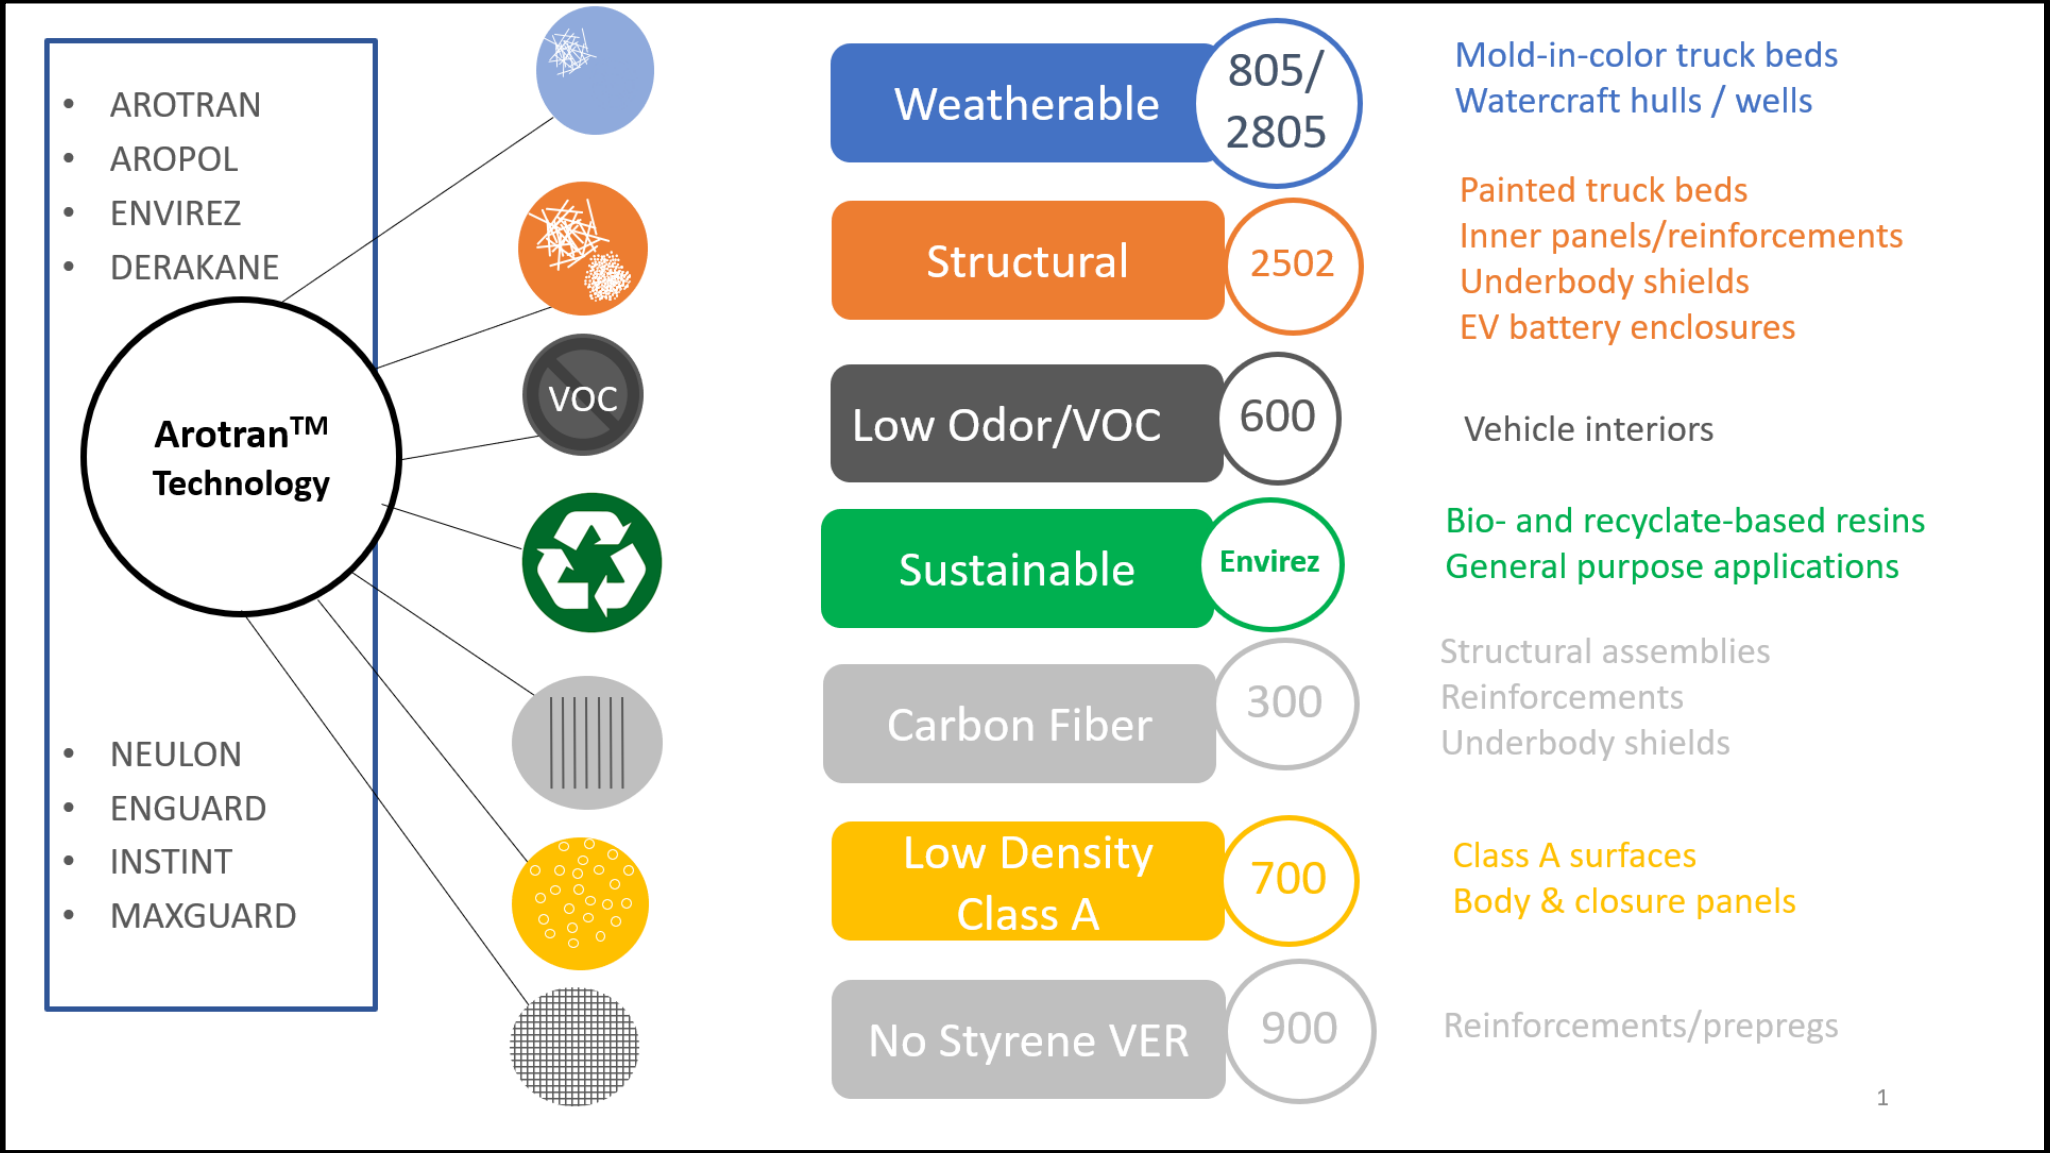 • AROTRAN
• AROPOL
• ENVIREZ
• DERAKANE
Arotran™
Technology
• NEULON
• ENGUARD
• INSTINT
• MAXGUARD
VOC
Weatherable
805/
2805
Mold-in-color truck beds
Watercraft hulls / wells
Structural
2502
Painted truck beds
Inner panels/reinforcements
Underbody shields
EV battery enclosures
Low Odor/VOC
600
Vehicle interiors
Sustainable
Envirez
Bio- and recyclate-based resins
General purpose applications
Carbon Fiber
300
Structural assemblies
Reinforcements
Underbody shields
Low Density
Class A
700
Class A surfaces
Body & closure panels
No Styrene VER
900
Reinforcements/prepregs
1